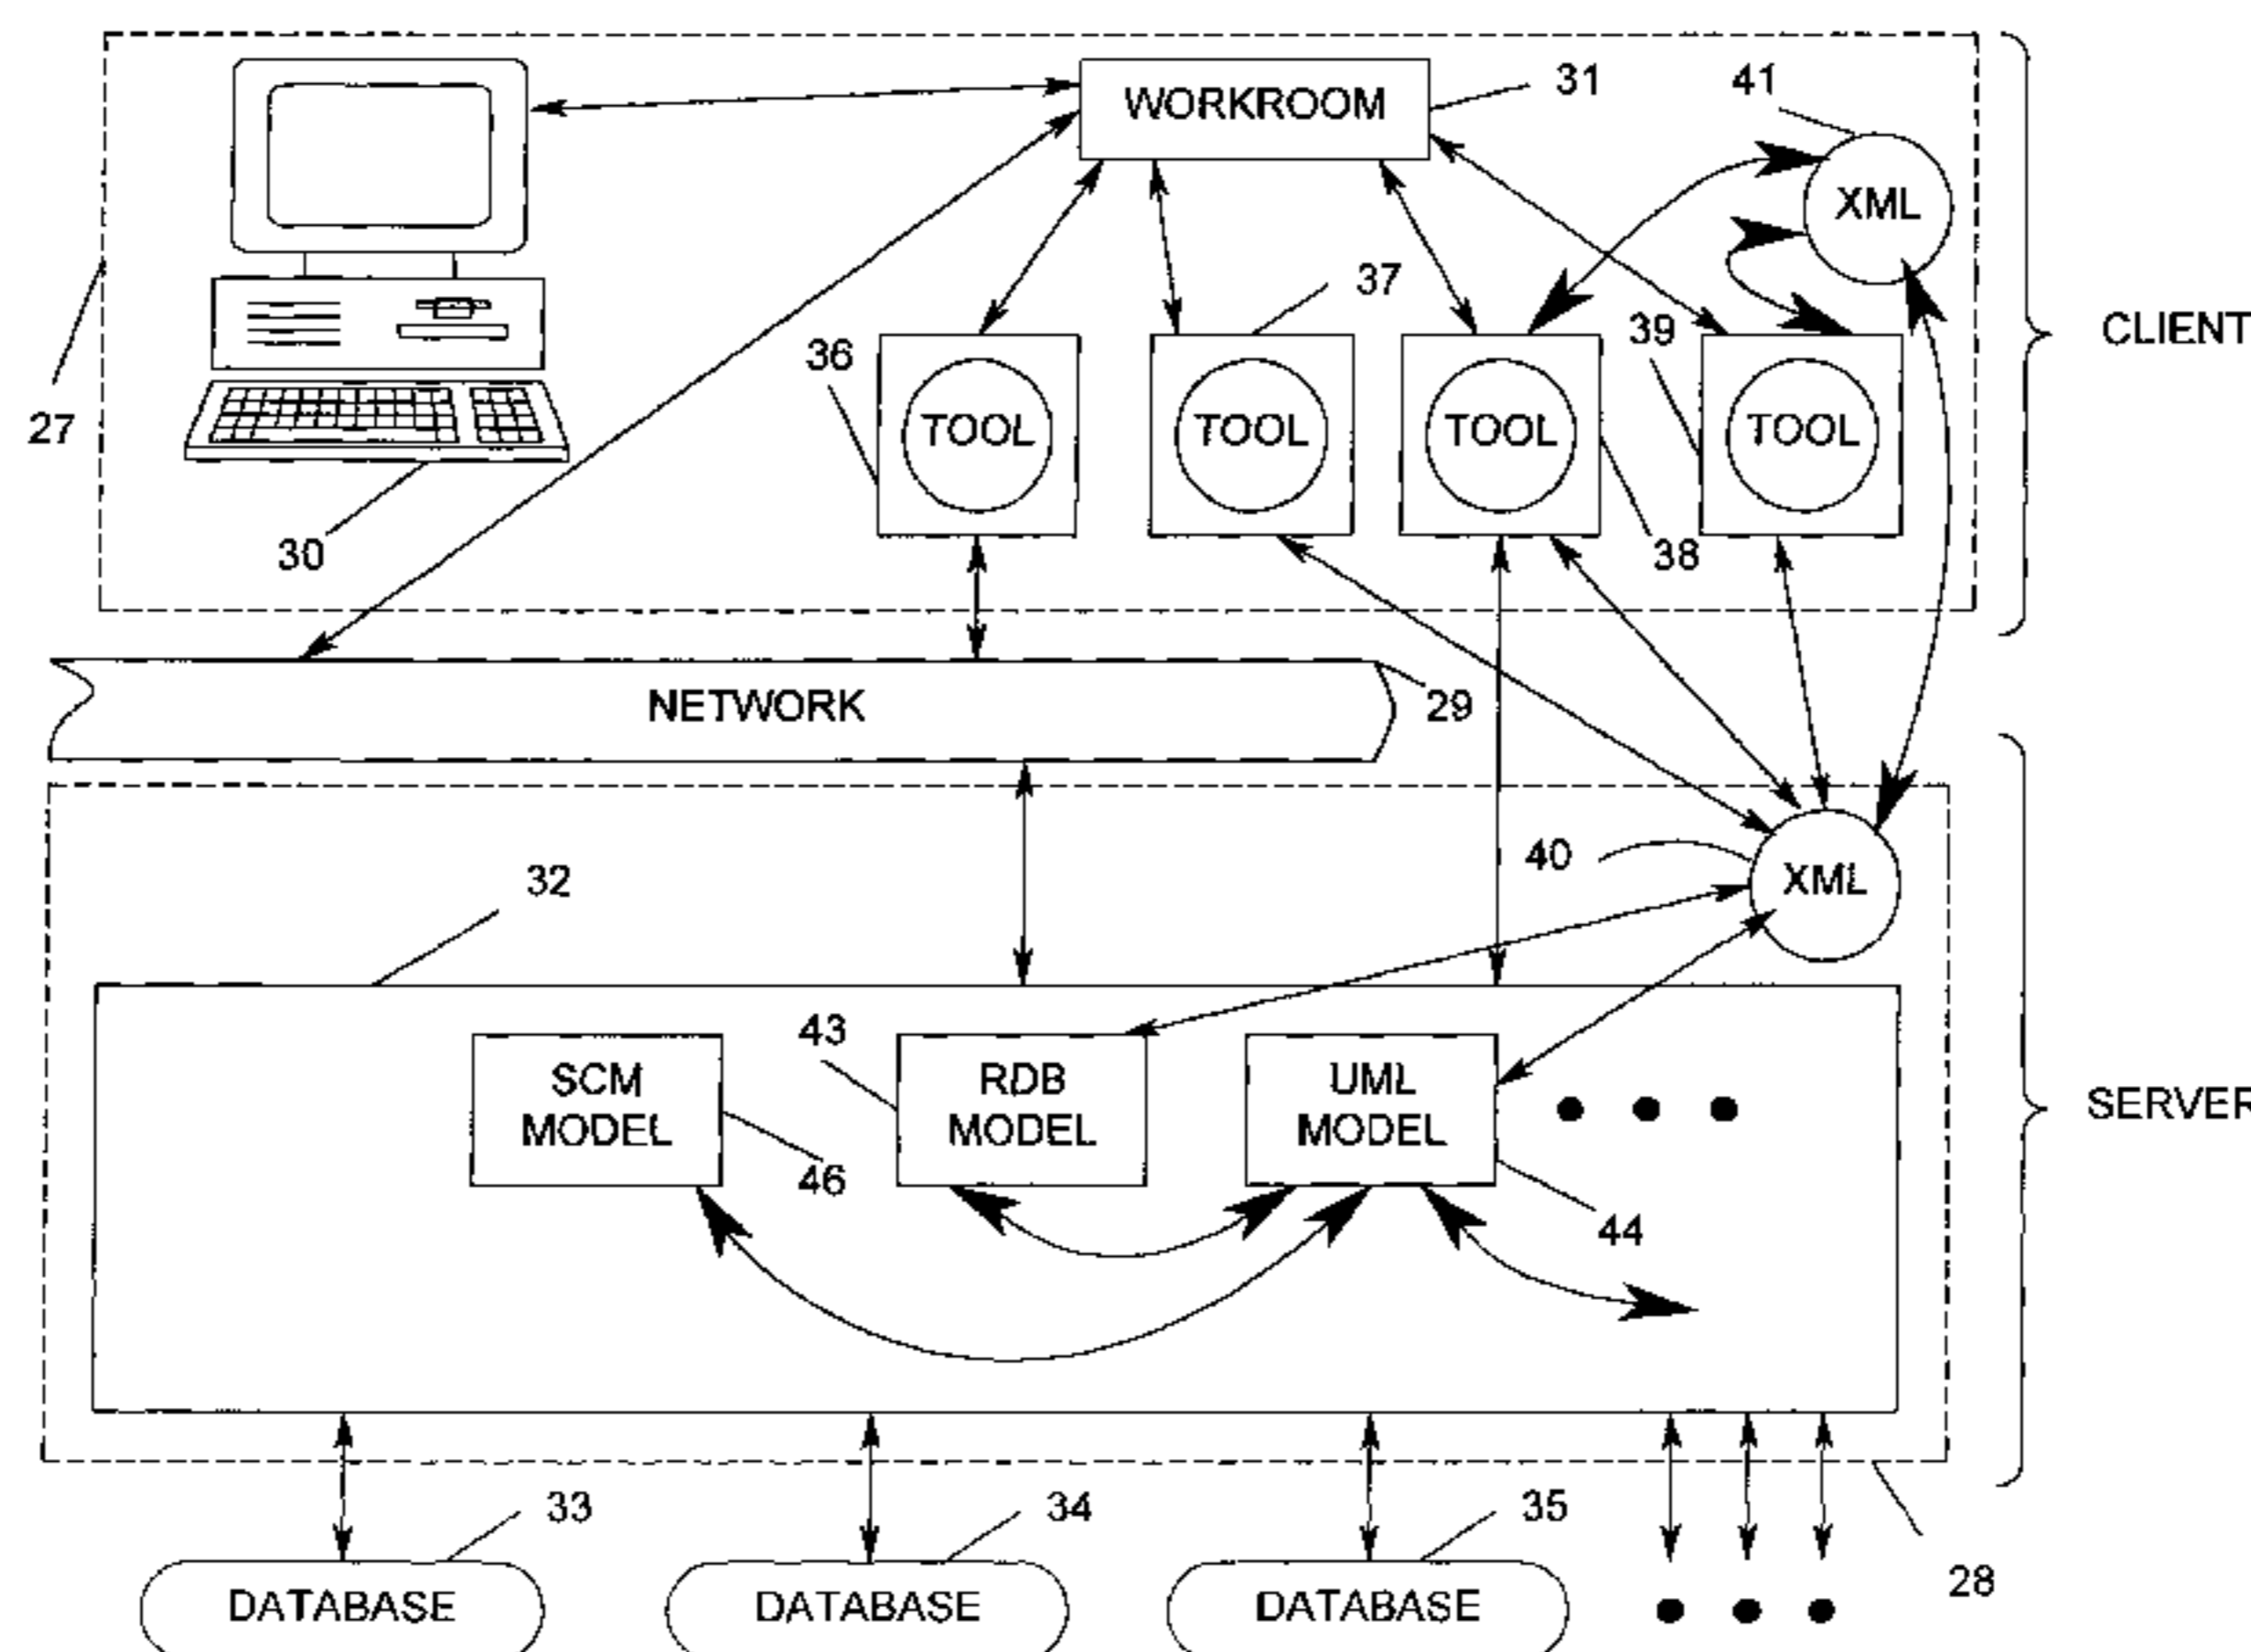 WORKROOM
31
41
XML
37
39
CLIENT
36
TOOL
TOOL
TOOL
TOOL
27
30
38
NETWORK
29
40
XML
32
43
SCM
MODEL
RDB
MODEL
UML
MODEL
SERVER
46
44
33
34
35
28
DATABASE
DATABASE
DATABASE